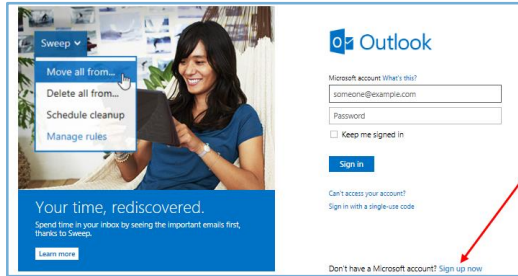 Sweep
Move all from...
Delete all from...
Schedule cleanup
Manage rules
Your time, rediscovered.
Spend time in your inbox by seeing the important emails first,
thanks to Sweep.
Learn more
Outlook
Microsoft account What's this?
someone@example.com
Password
Keep me signed in
Sign in
Can't access your account?
Sign in with a single-use code
Don't have a Microsoft account? Sign up now